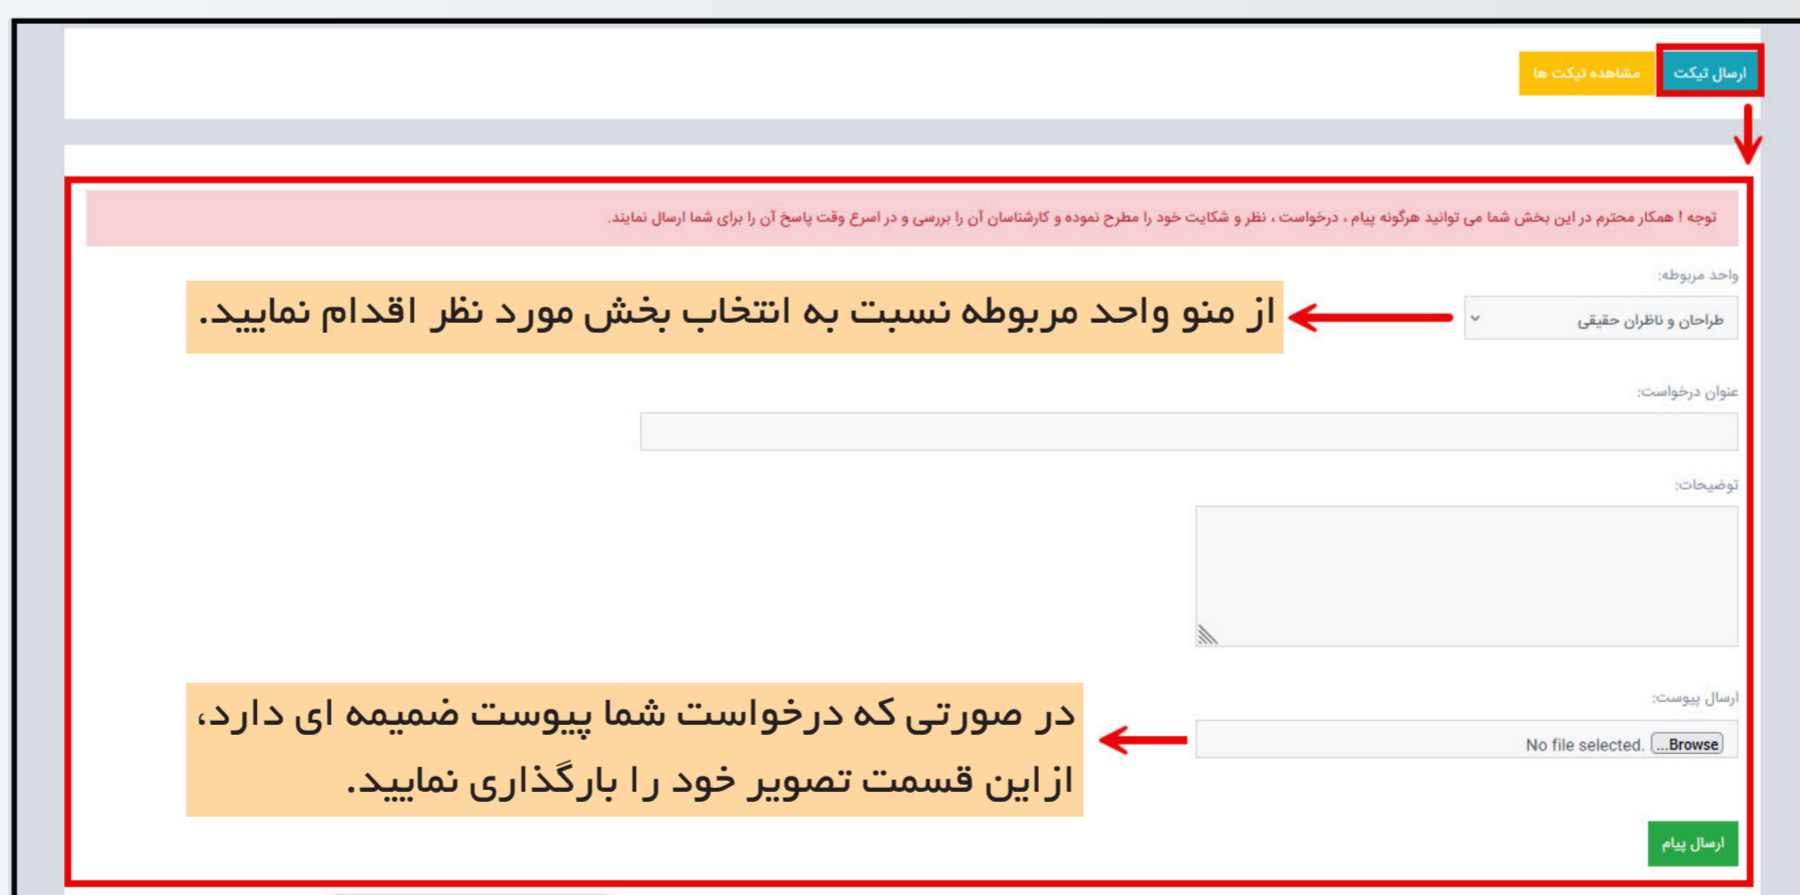 ارسال تیکت
مشاهده تیکت ها
توجه ! همکار محترم در این بخش شما می توانید هرگونه پیام ، درخواست ، نظر و شکایت خود را مطرح نموده و کارشناسان آن را بررسی و در اسرع وقت پاسخ آن را برای شما ارسال نمایند.
واحد مربوطه:
طراحان و ناظران حقیقی
از منو واحد مربوطه نسبت به انتخاب بخش مورد نظر اقدام نمایید.
عنوان درخواست:
توضیحات:
ارسال پیوست:
No file selected. Browse...
در صورتی که درخواست شما پیوست ضمیمه ای دارد،
ازاین قسمت تصویر خود را بارگذاری نمایید.
ارسال پیام